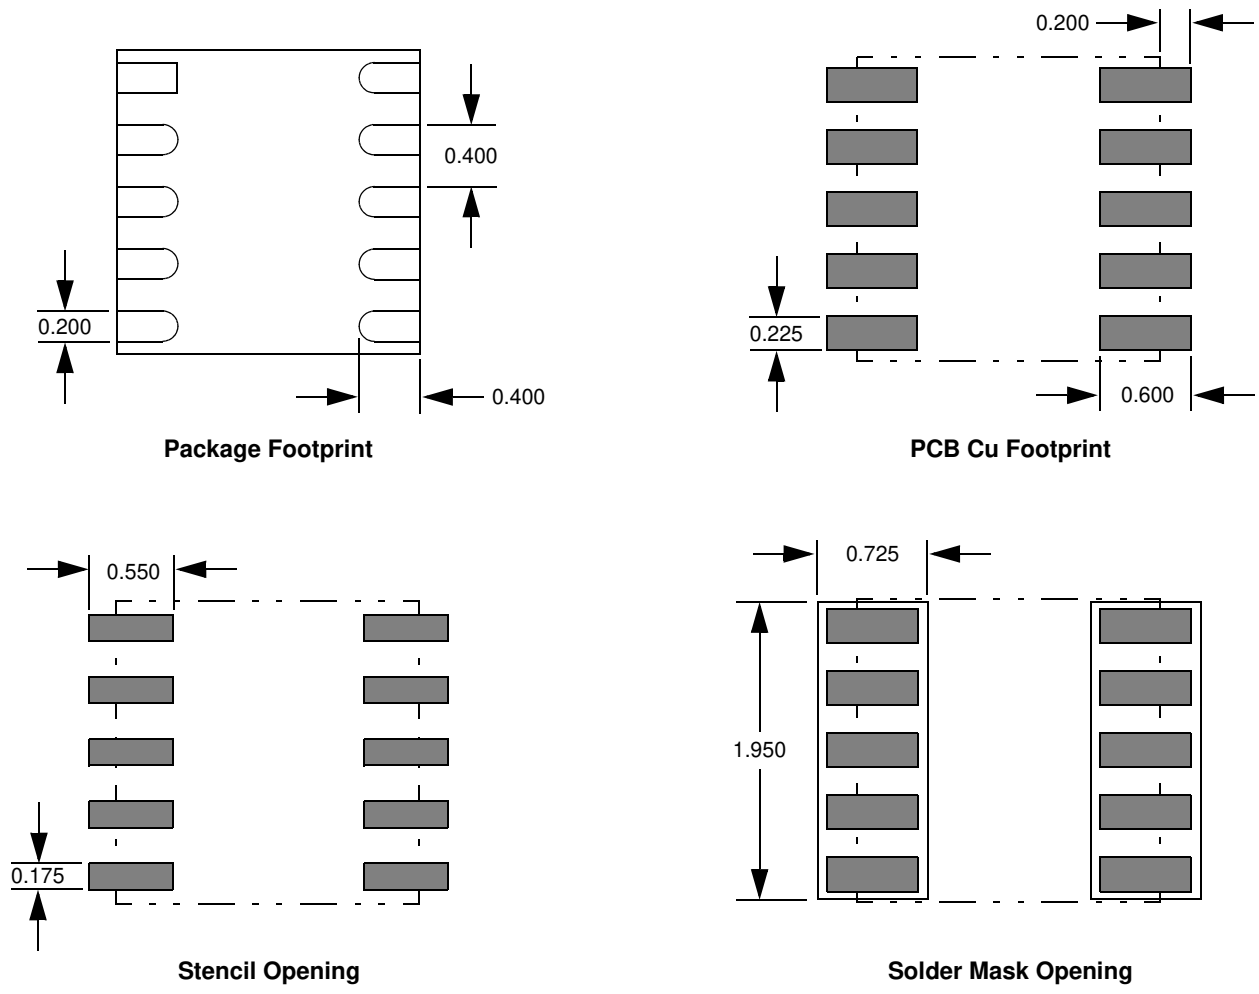 0.200
0.400
0.200
0.400
Package Footprint
0.225
0.600
PCB Cu Footprint
0.550
0.175
Stencil Opening
0.725
1.950
Solder Mask Opening